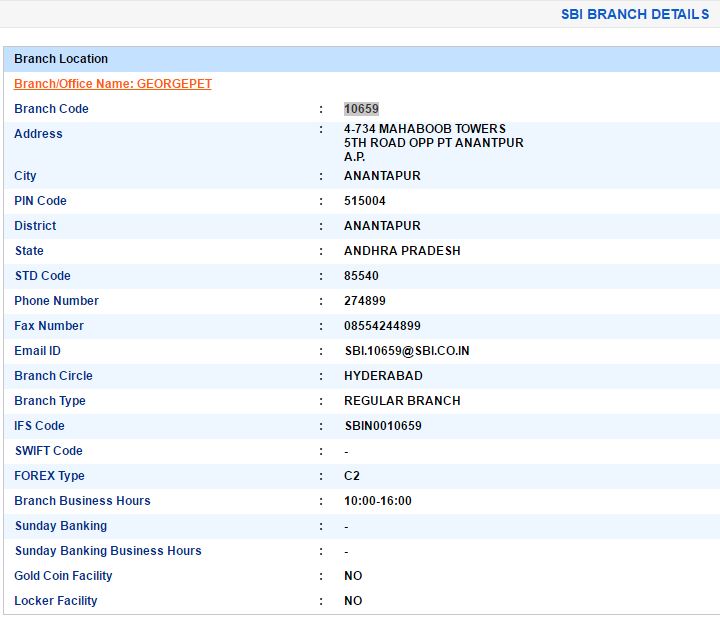 SBI BRANCH DETAILS
Branch Location
Branch/Office Name: GEORGEPET
Branch Code : 10659
Address : 4-734 MAHABOOB TOWERS
5TH ROAD OPP PT ANANTPUR
A.P.
City : ANANTAPUR
PIN Code : 515004
District : ANANTAPUR
State : ANDHRA PRADESH
STD Code : 85540
Phone Number : 274899
Fax Number : 08554244899
Email ID : SBI.10659@SBI.CO.IN
Branch Circle : HYDERABAD
Branch Type : REGULAR BRANCH
IFS Code : SBIN0010659
SWIFT Code : -
FOREX Type : C2
Branch Business Hours : 10:00-16:00
Sunday Banking : -
Sunday Banking Business Hours : -
Gold Coin Facility : NO
Locker Facility : NO